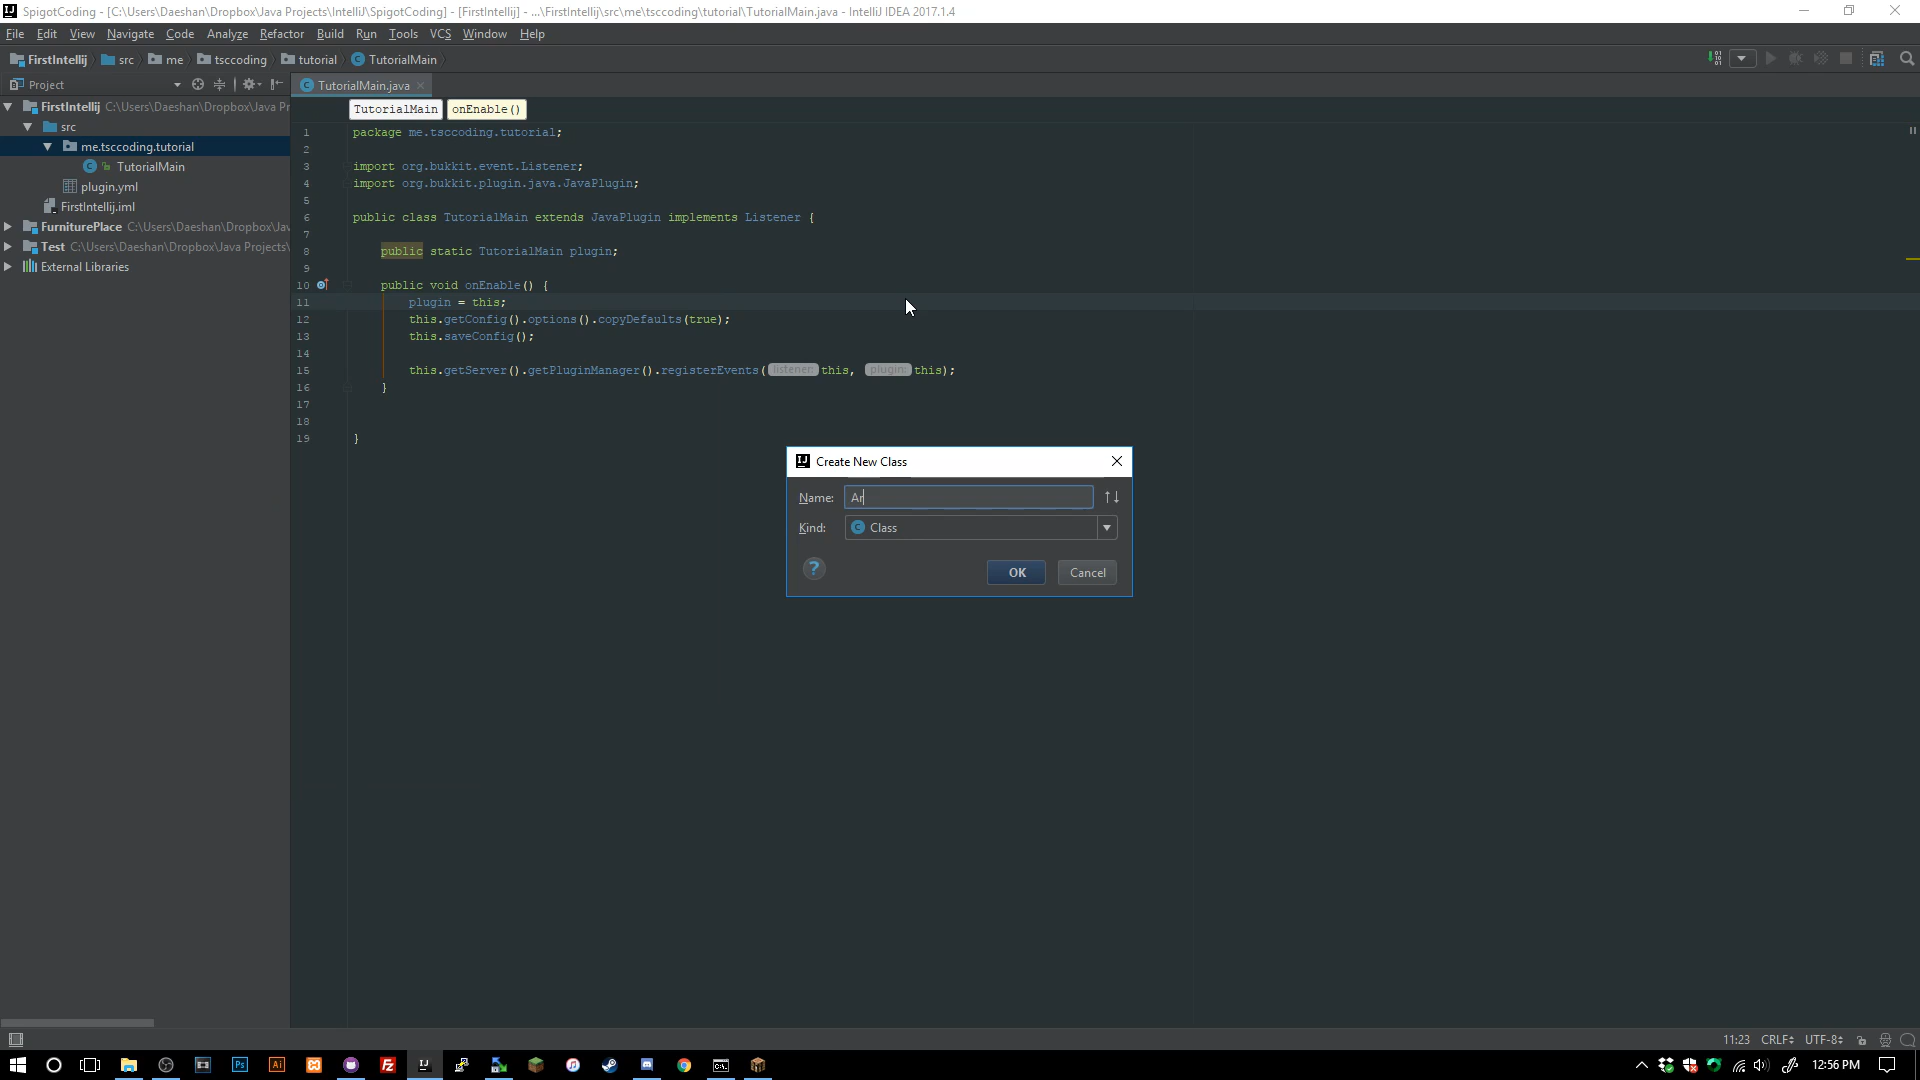 SpigotCoding - [C:\Users\Daeshan\Dropbox\Java Projects\IntelliJ\SpigotCoding] - [FirstIntellij] - ...\FirstIntellij\src\me\tsccoding\tutorial\TutorialMain.java - IntelliJ IDEA 2017.1.4
File Edit View Navigate Code Analyze Refactor Build Run Tools VCS Window Help
FirstIntellij src me tsccoding tutorial TutorialMain
Project
TutorialMain.java
FirstIntellij C:\Users\Daeshan\Dropbox\Java Pr
TutorialMain onEnable()
src
me.tsccoding.tutorial
TutorialMain
plugin.yml
FirstIntellij.iml
FurniturePlace C:\Users\Daeshan\Dropbox\Jav
Test C:\Users\Daeshan\Dropbox\Java Projects\
External Libraries
1 package me.tsccoding.tutorial;
2
3 import org.bukkit.event.Listener;
4 import org.bukkit.plugin.java.JavaPlugin;
5
6 public class TutorialMain extends JavaPlugin implements Listener {
7
8 public static TutorialMain plugin;
9
10 public void onEnable() {
11 plugin = this;
12 this.getConfig().options().copyDefaults(true);
13 this.saveConfig();
14
15 this.getServer().getPluginManager().registerEvents( listener: this, plugin: this);
16 }
17
18
19 }
Create New Class
Name: Ar
Kind: Class
? OK Cancel
11:23 CRLF UTF-8
Ps Ai Fz IJ C:\. 12:56 PM